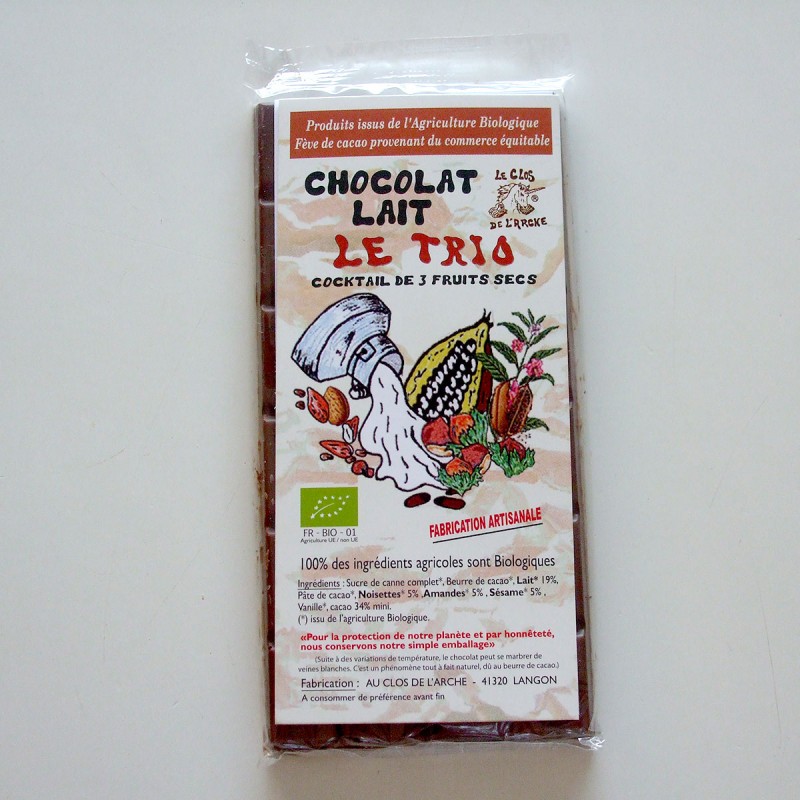 Produits issus de l'Agriculture Biologique
Fève de cacao provenant du commerce équitable
CHOCOLAT
LAIT
LE CLOS
DE L'ARCHE
®
LE TRIO
COCKTAIL DE 3 FRUITS SECS
FR - BIO - 01
Agriculture UE / non UE
FABRICATION ARTISANALE
100% des ingrédients agricoles sont Biologiques
Ingrédients : Sucre de canne complet*, Beurre de cacao*, Lait* 19%,
Pâte de cacao*, Noisettes* 5% ,Amandes* 5% , Sésame* 5% ,
Vanille*, cacao 34% mini.
(*) issu de l'agriculture Biologique.
«Pour la protection de notre planète et par honnêteté,
nous conservons notre simple emballage»
(Suite à des variations de température, le chocolat peut se marbrer de
veines blanches. C'est un phénomène tout à fait naturel, dû au beurre de cacao.)
Fabrication : AU CLOS DE L'ARCHE - 41320 LANGON
A consommer de préférence avant fin